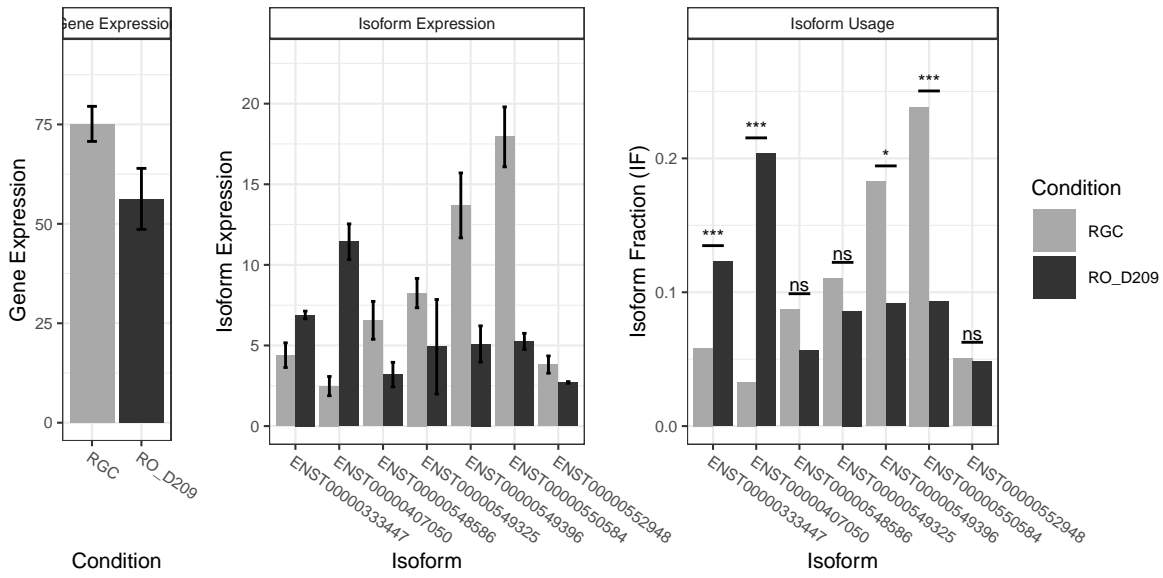 Gene Expression
Gene Expression
75
50
25
0
RGC
RO_D209
Condition
Isoform Expression
Isoform Expression
20
15
10
5
0
ENST00000333447
ENST00000407050
ENST00000548586
ENST00000549325
ENST00000549396
ENST00000550584
ENST00000552948
Isoform
Isoform Usage
Isoform Fraction (IF)
0.2
0.1
0.0
***
***
ns
ns
*
***
ns
ENST00000333447
ENST00000407050
ENST00000548586
ENST00000549325
ENST00000549396
ENST00000550584
ENST00000552948
Isoform
Condition
RGC
RO_D209